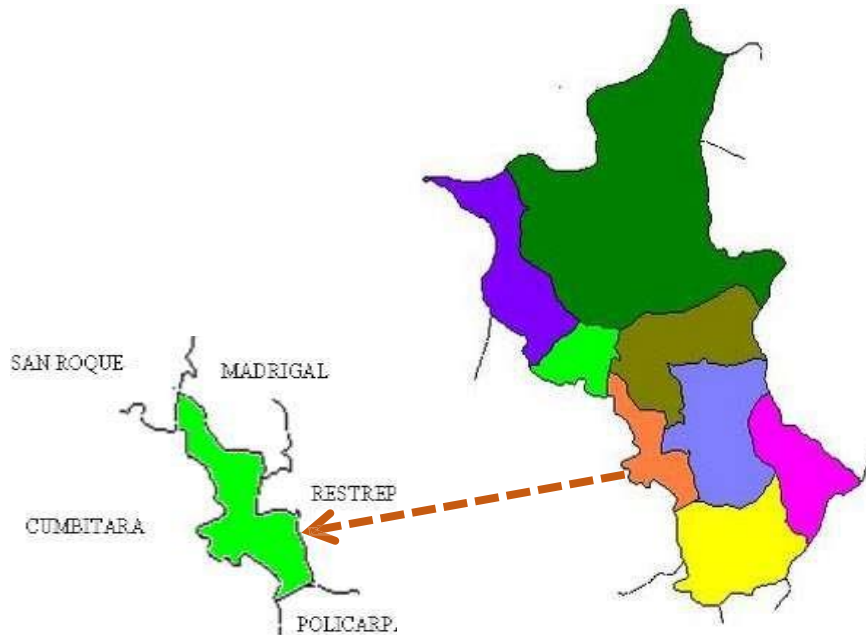 SAN ROQUE
MADRIGAL
RESTREP
CUMBITARA
POLICARP.